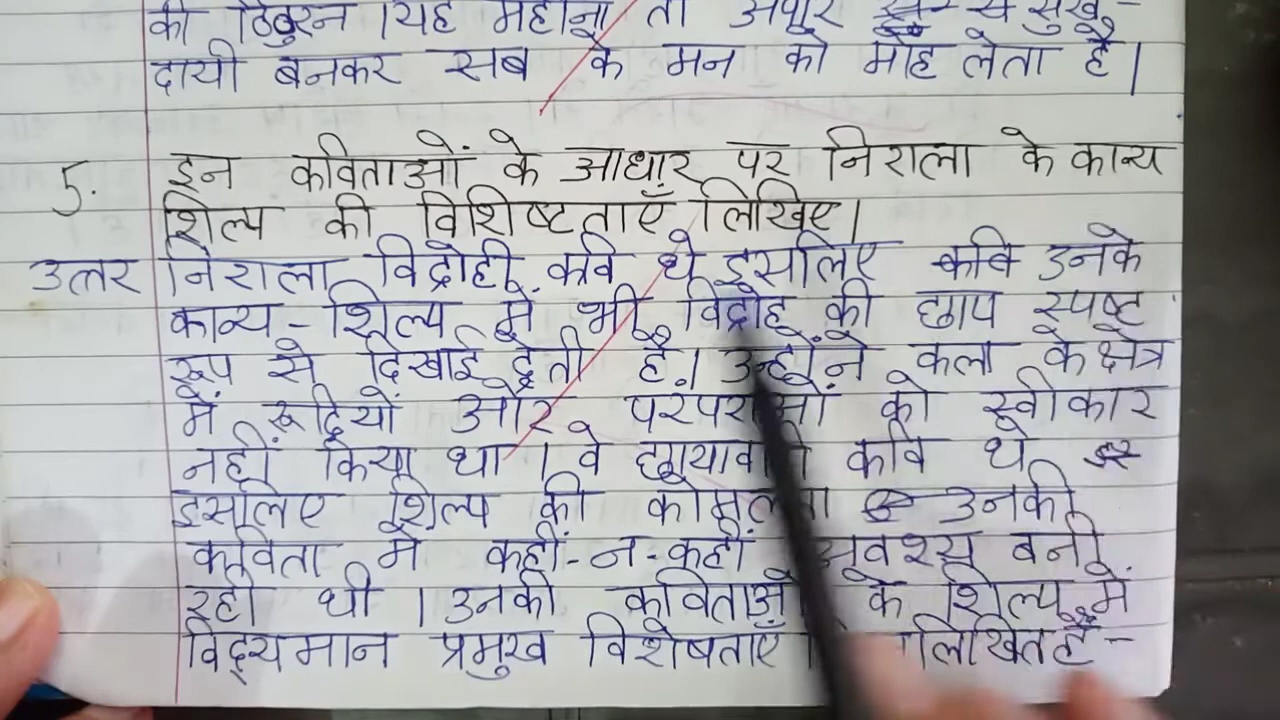 की ठिठुरन । यह महीना तो अपूर से सुख-
दायी बनकर सब के मन को मोह लेता है।
5. इन कविताओं के आधार पर निराला के काव्य
शिल्प की विशिष्टताएँ लिखिए।
उत्तर निराला विद्रोही कवि थे इसलिए कवि उनके
काव्य-शिल्प में भी विद्रोह की छाप स्पष्ट
रूप से दिखाई देती है। उन्होंने कला के क्षेत्र
में रूढ़ियों और परंपराओं को स्वीकार
नहीं किया था । वे छायावादी कवि थे
इसलिए शिल्प की कोमलता उनकी
कविता में कहीं-न-कहीं अवश्य बनी
रही थी । उनकी कविताओं के शिल्प में
विद्यमान प्रमुख विशेषताएँ लिखित है-